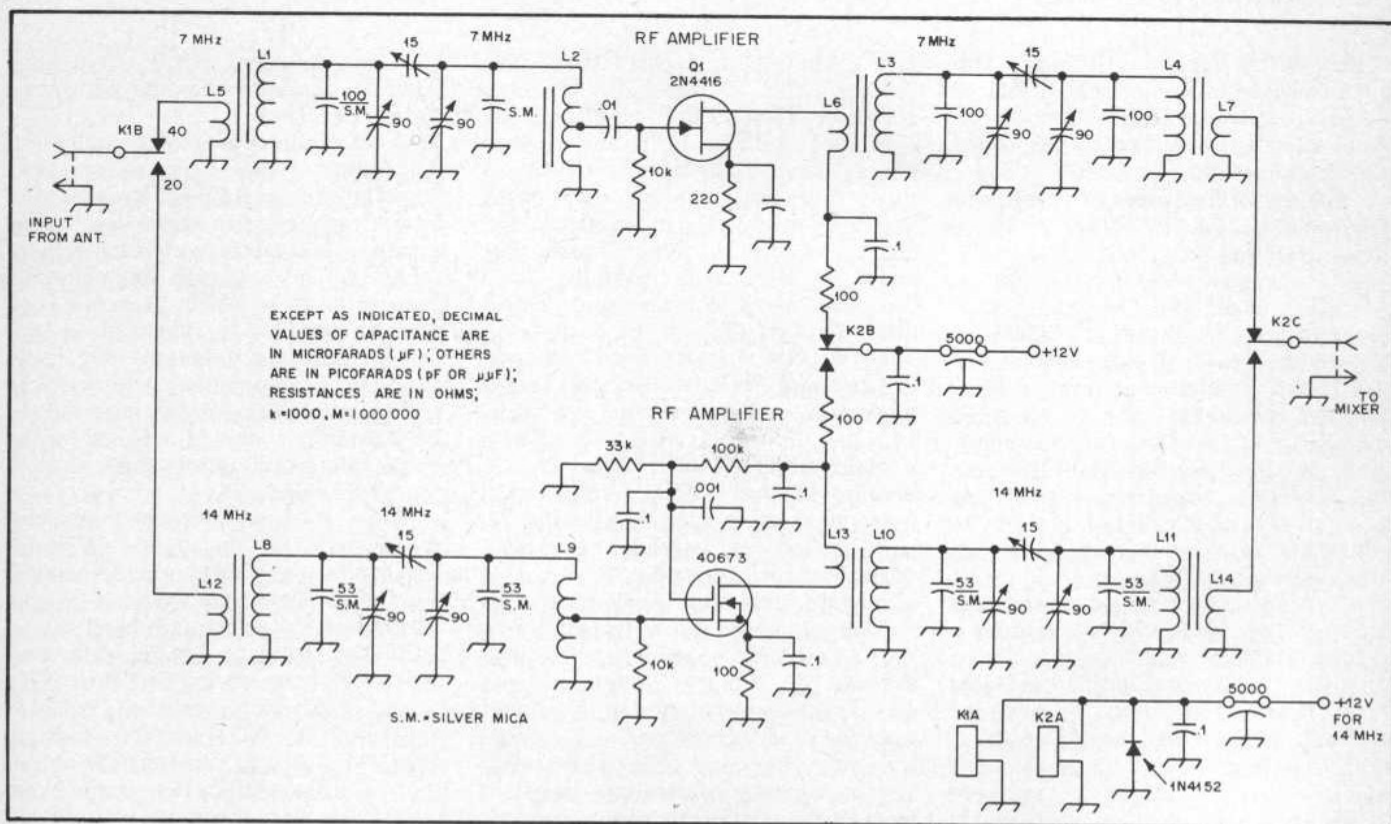 7 MHz
7 MHz
RF AMPLIFIER
7 MHz
L1
15
L2
Q1
2N4416
L3
15
L4
L5
100
S.M.
90
90
S.M.
.01
L6
100
90
90
100
L7
K1B
40
20
10k
220
INPUT
FROM ANT.
.1
100
EXCEPT AS INDICATED, DECIMAL
VALUES OF CAPACITANCE ARE
IN MICROFARADS (µF); OTHERS
ARE IN PICOFARADS (pF OR µµF);
RESISTANCES ARE IN OHMS;
k=1000, M=1000 000
K2B
5000
+12V
.1
K2C
TO
MIXER
RF AMPLIFIER
100
33k
100k
.1
.001
.1
14 MHz
14 MHz
14 MHz
L8
15
L9
40673
L13
L10
15
L11
L12
53
S.M.
90
90
53
S.M.
53
S.M.
90
90
53
S.M.
L14
10k
100
.1
S.M.=SILVER MICA
K1A
K2A
.1
5000
+12V
FOR
14 MHz
1N4152